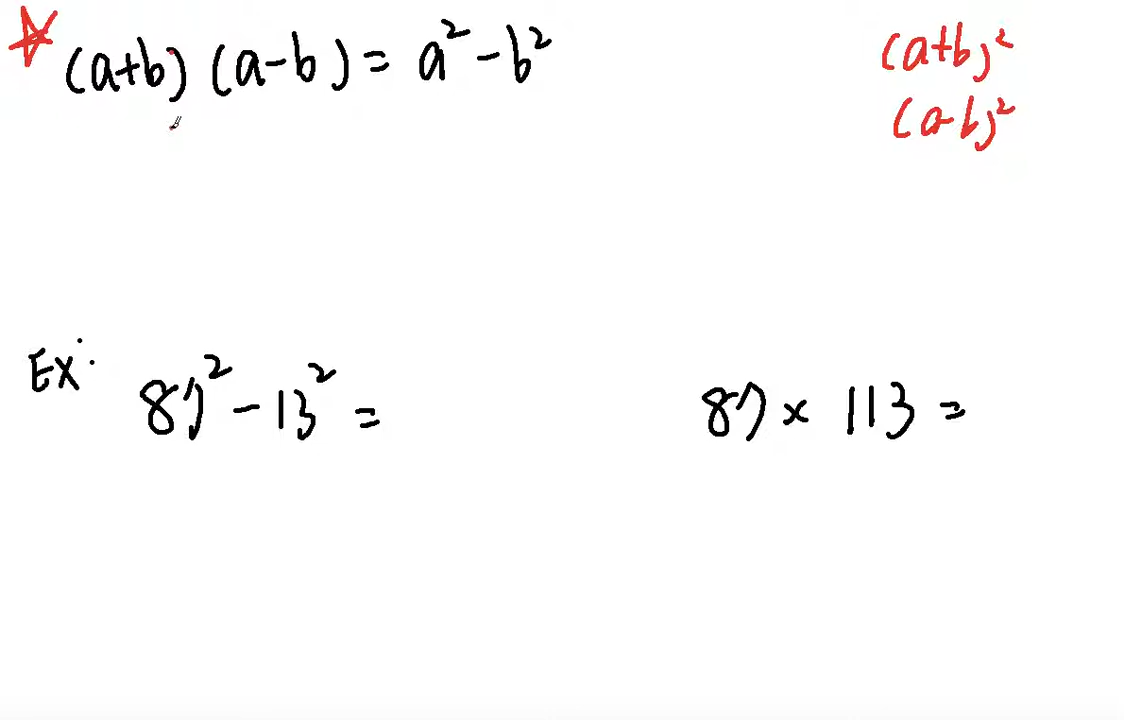 (a+b)(a-b) = a² - b²
(a+b)²
(a-b)²
EX:
87² - 13² =
87 × 113 =